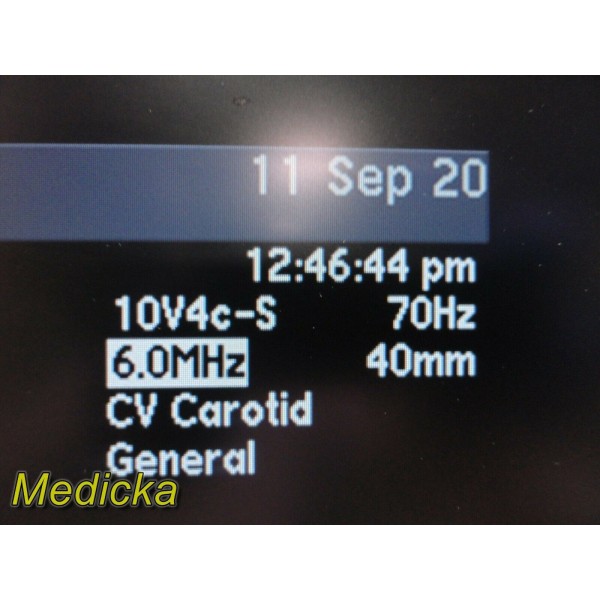 11 Sep 20
12:46:44 pm
10V4c-S 70Hz
6.0MHz 40mm
CV Carotid
General
Medicka